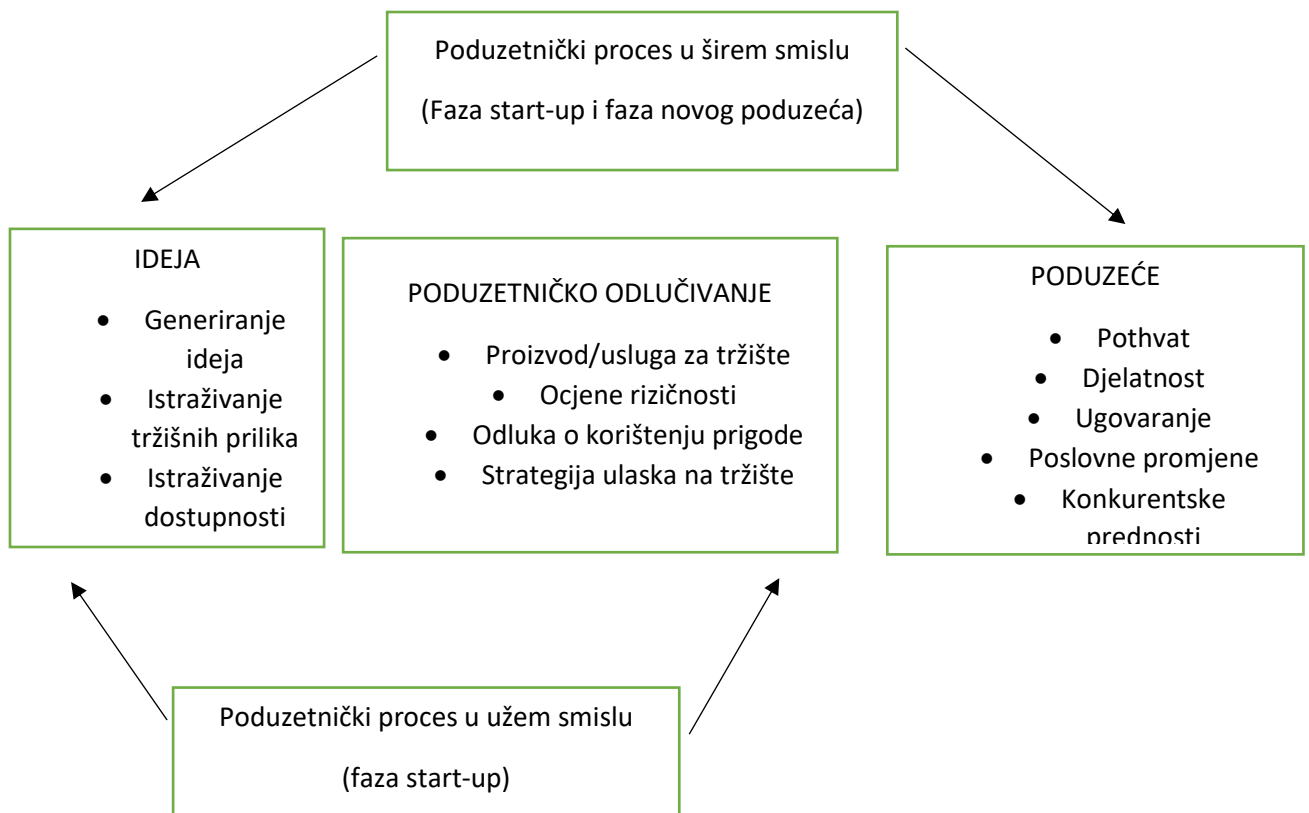 Poduzetnički proces u širem smislu
(Faza start-up i faza novog poduzeća)
IDEJA
• Generiranje
ideja
• Istraživanje
tržišnih prilika
• Istraživanje
dostupnosti
PODUZETNIČKO ODLUČIVANJE
• Proizvod/usluga za tržište
• Ocjene rizičnosti
• Odluka o korištenju prigode
• Strategija ulaska na tržište
PODUZEĆE
• Pothvat
• Djelatnost
• Ugovaranje
• Poslovne promjene
• Konkurentske
prednosti
Poduzetnički proces u užem smislu
(faza start-up)